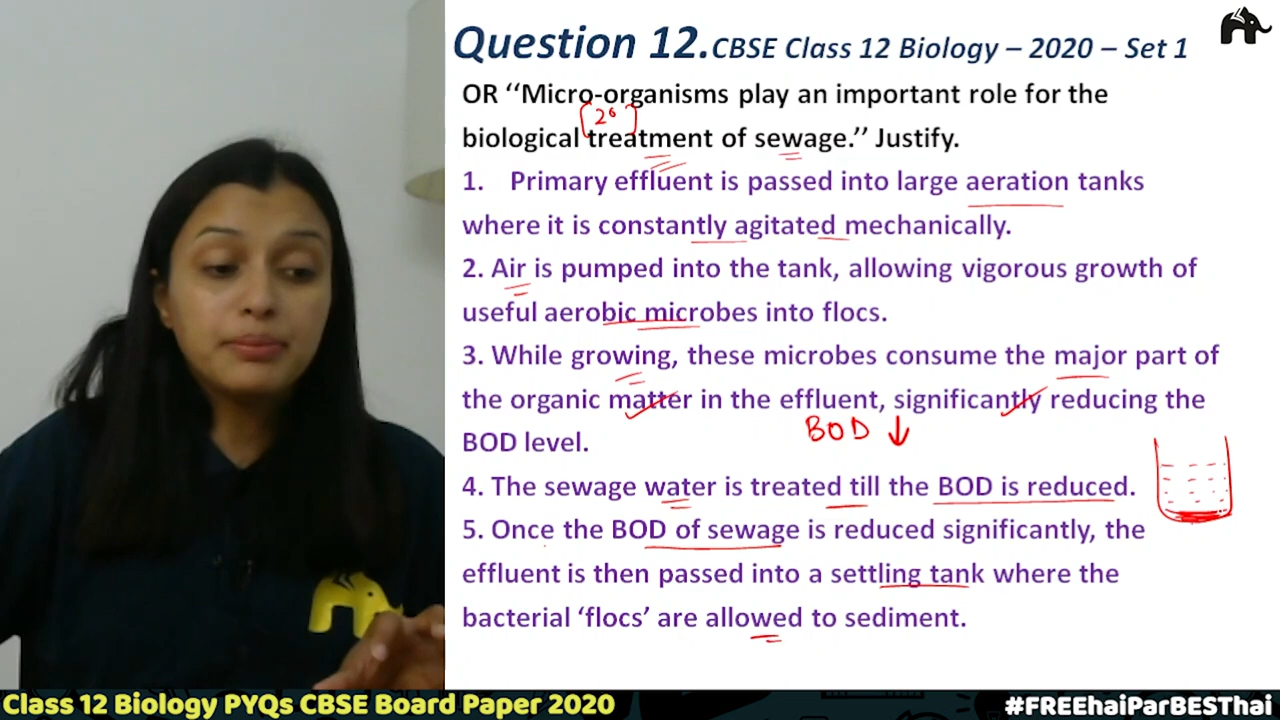 Question 12. CBSE Class 12 Biology – 2020 – Set 1
OR ‘‘Micro-organisms play an important role for the
[2°]
biological treatment of sewage.’’ Justify.
1. Primary effluent is passed into large aeration tanks
where it is constantly agitated mechanically.
2. Air is pumped into the tank, allowing vigorous growth of
useful aerobic microbes into flocs.
3. While growing, these microbes consume the major part of
the organic matter in the effluent, significantly reducing the
BOD ↓
BOD level.
4. The sewage water is treated till the BOD is reduced.
5. Once the BOD of sewage is reduced significantly, the
effluent is then passed into a settling tank where the
bacterial ‘flocs’ are allowed to sediment.
Class 12 Biology PYQs CBSE Board Paper 2020
#FREEhaiParBESThai